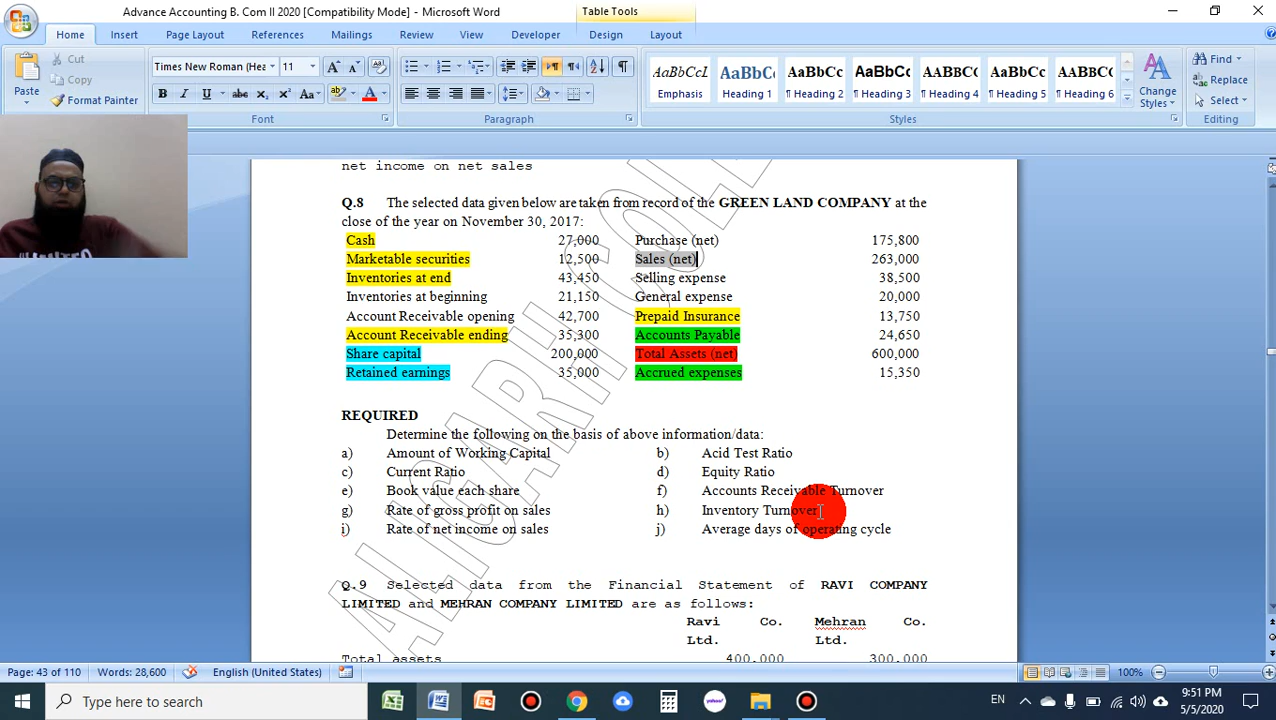 Advance Accounting B. Com II 2020 [Compatibility Mode] - Microsoft Word
Table Tools
Home Insert Page Layout References Mailings Review View Developer Design Layout
Cut
Copy
Format Painter
Paste
Clipboard
Times New Roman (Hea 11
Font
Paragraph
AaBbCcI AaBbCc AaBbCc AaBbCc AABBCC AaBbCc AaBbCc
Emphasis Heading 1 ¶ Heading 2 ¶ Heading 3 ¶ Heading 4 ¶ Heading 5 ¶ Heading 6
Change
Styles
Styles
Find
Replace
Select
Editing
net income on net sales
Q.8 The selected data given below are taken from record of the GREEN LAND COMPANY at the
close of the year on November 30, 2017:
Cash 27,000 Purchase (net) 175,800
Marketable securities 12,500 Sales (net) 263,000
Inventories at end 43,450 Selling expense 38,500
Inventories at beginning 21,150 General expense 20,000
Account Receivable opening 42,700 Prepaid Insurance 13,750
Account Receivable ending 35,300 Accounts Payable 24,650
Share capital 200,000 Total Assets (net) 600,000
Retained earnings 35,000 Accrued expenses 15,350
REQUIRED
Determine the following on the basis of above information/data:
a) Amount of Working Capital b) Acid Test Ratio
c) Current Ratio d) Equity Ratio
e) Book value each share f) Accounts Receivable Turnover
g) Rate of gross profit on sales h) Inventory Turnover
i) Rate of net income on sales j) Average days of operating cycle
Q.9 Selected data from the Financial Statement of RAVI COMPANY
LIMITED and MEHRAN COMPANY LIMITED are as follows:
Ravi Co. Mehran Co.
Ltd. Ltd.
Total assets 400,000 300,000
Page: 43 of 110 Words: 28,600 English (United States) 100%
Type here to search
EN
9:51 PM
5/5/2020